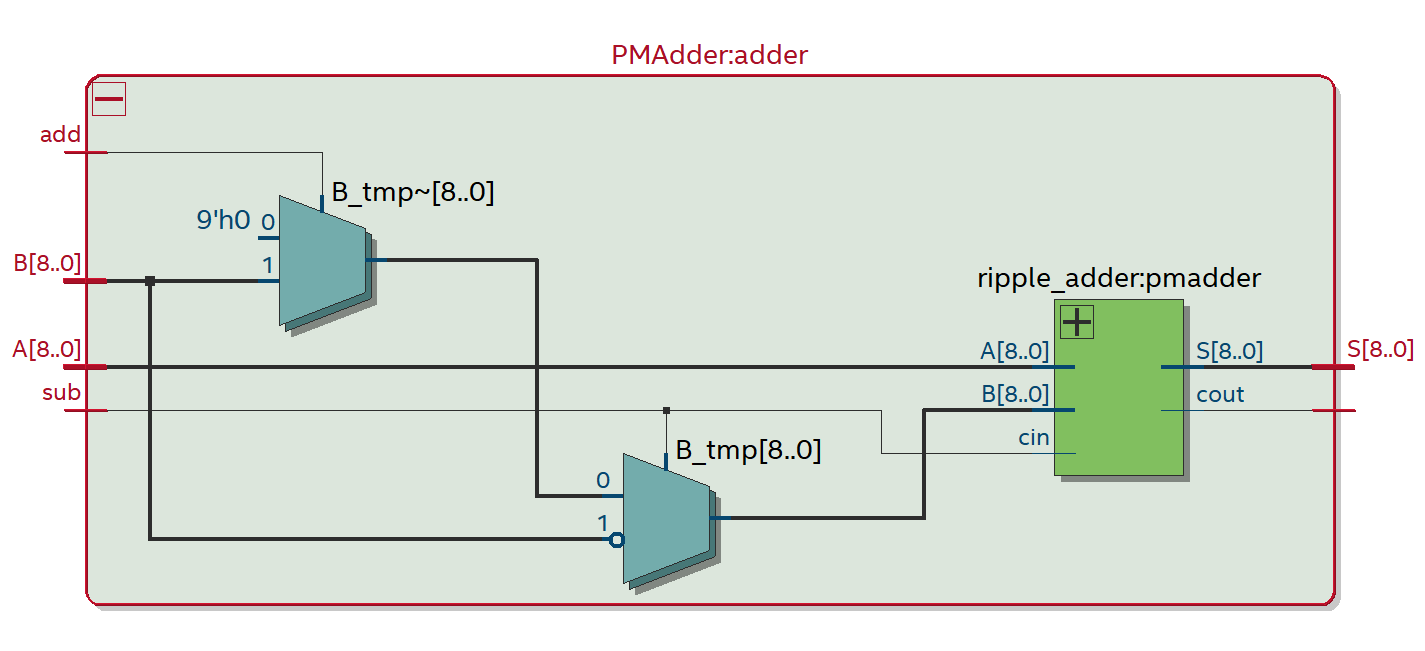 PMAdder:adder
add
B_tmp~[8..0]
9'h0 0
B[8..0]
1
ripple_adder:pmadder
A[8..0]
A[8..0]
S[8..0]
S[8..0]
sub
B[8..0]
cout
cin
B_tmp[8..0]
0
1